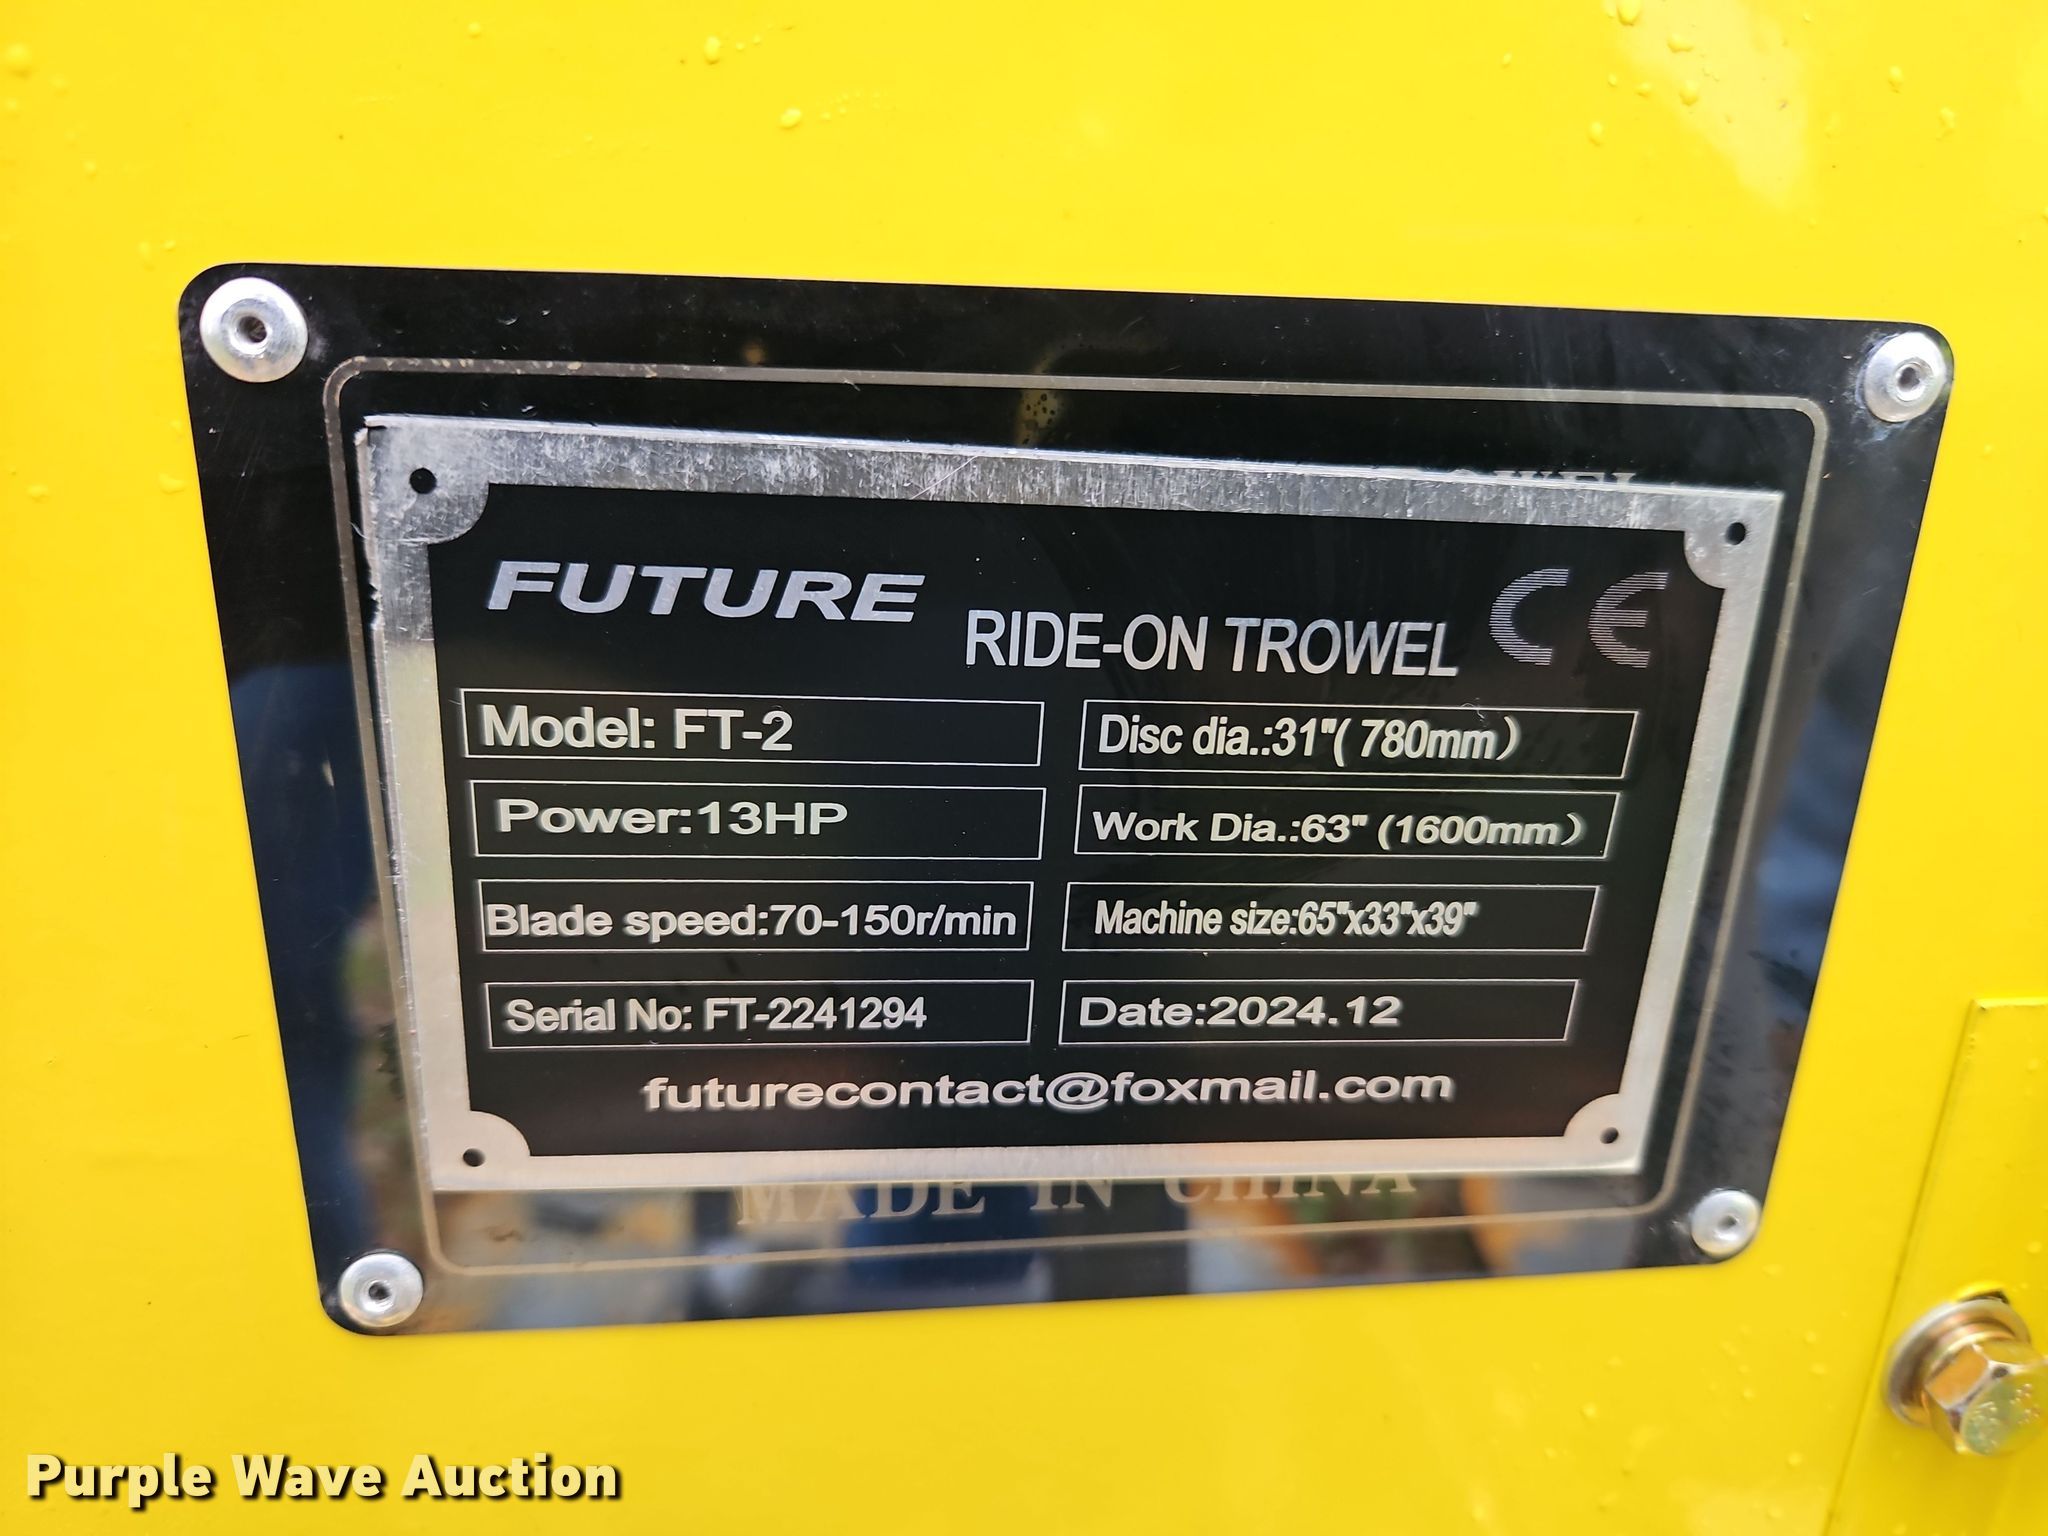 FUTURE
RIDE-ON TROWEL CE
Model: FT-2
Disc dia.:31"( 780mm)
Power:13HP
Work Dia.:63" (1600mm)
Blade speed:70-150r/min
Machine size:65"x33"x39"
Serial No: FT-2241294
Date:2024.12
futurecontact@foxmail.com
MADE IN CHINA
Purple Wave Auction